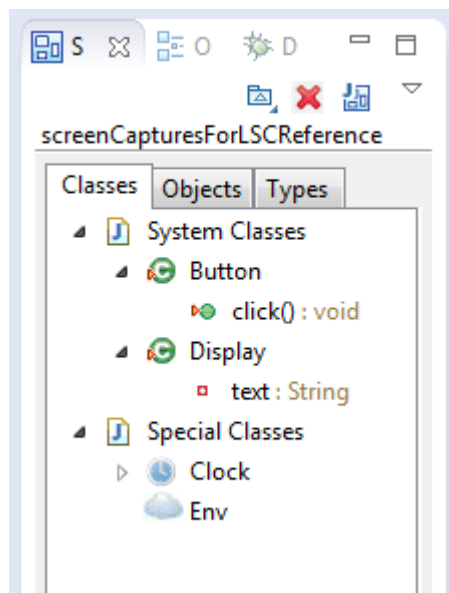 S O D
screenCapturesForLSCReference
Classes Objects Types
System Classes
Button
click() : void
Display
text : String
Special Classes
Clock
Env